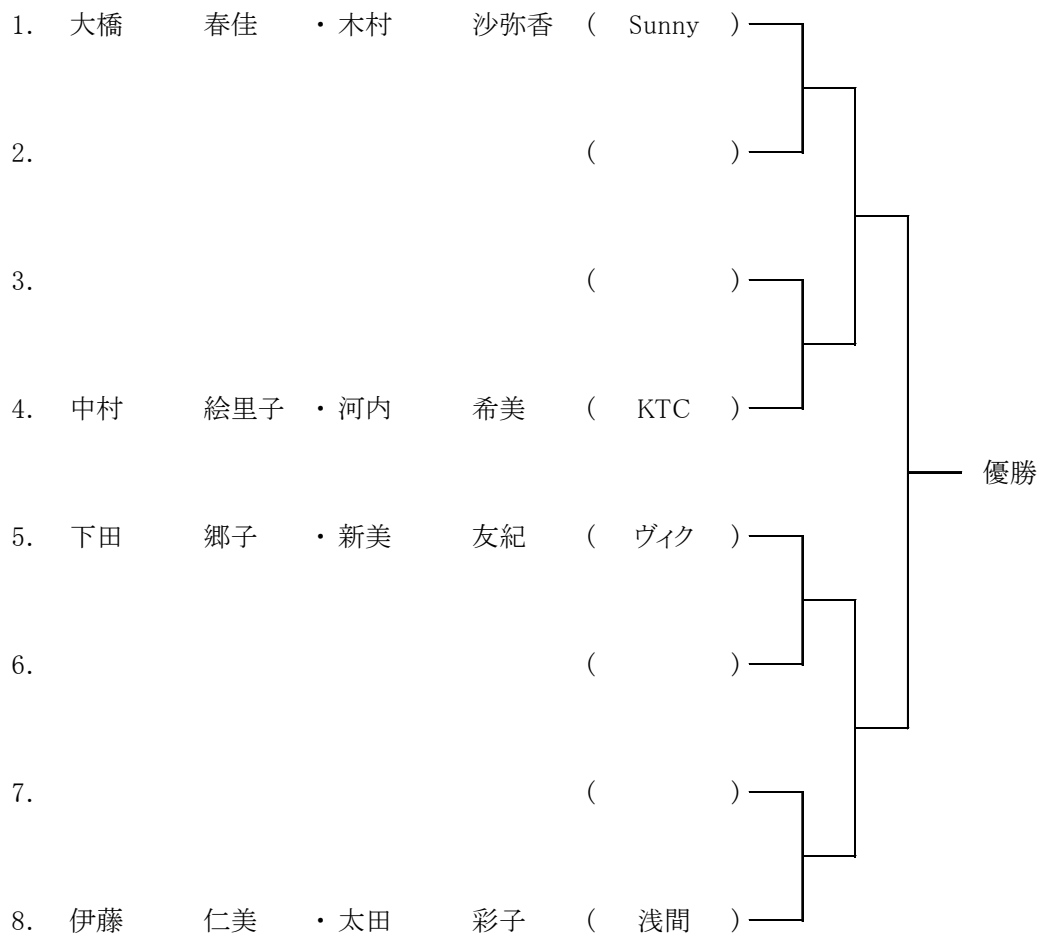 1. 大橋 春佳 ・ 木村 沙弥香 ( Sunny )
2. ( )
3. ( )
4. 中村 絵里子 ・ 河内 希美 ( KTC )
優勝
5. 下田 郷子 ・ 新美 友紀 ( ヴィク )
6. ( )
7. ( )
8. 伊藤 仁美 ・ 太田 彩子 ( 浅間 )